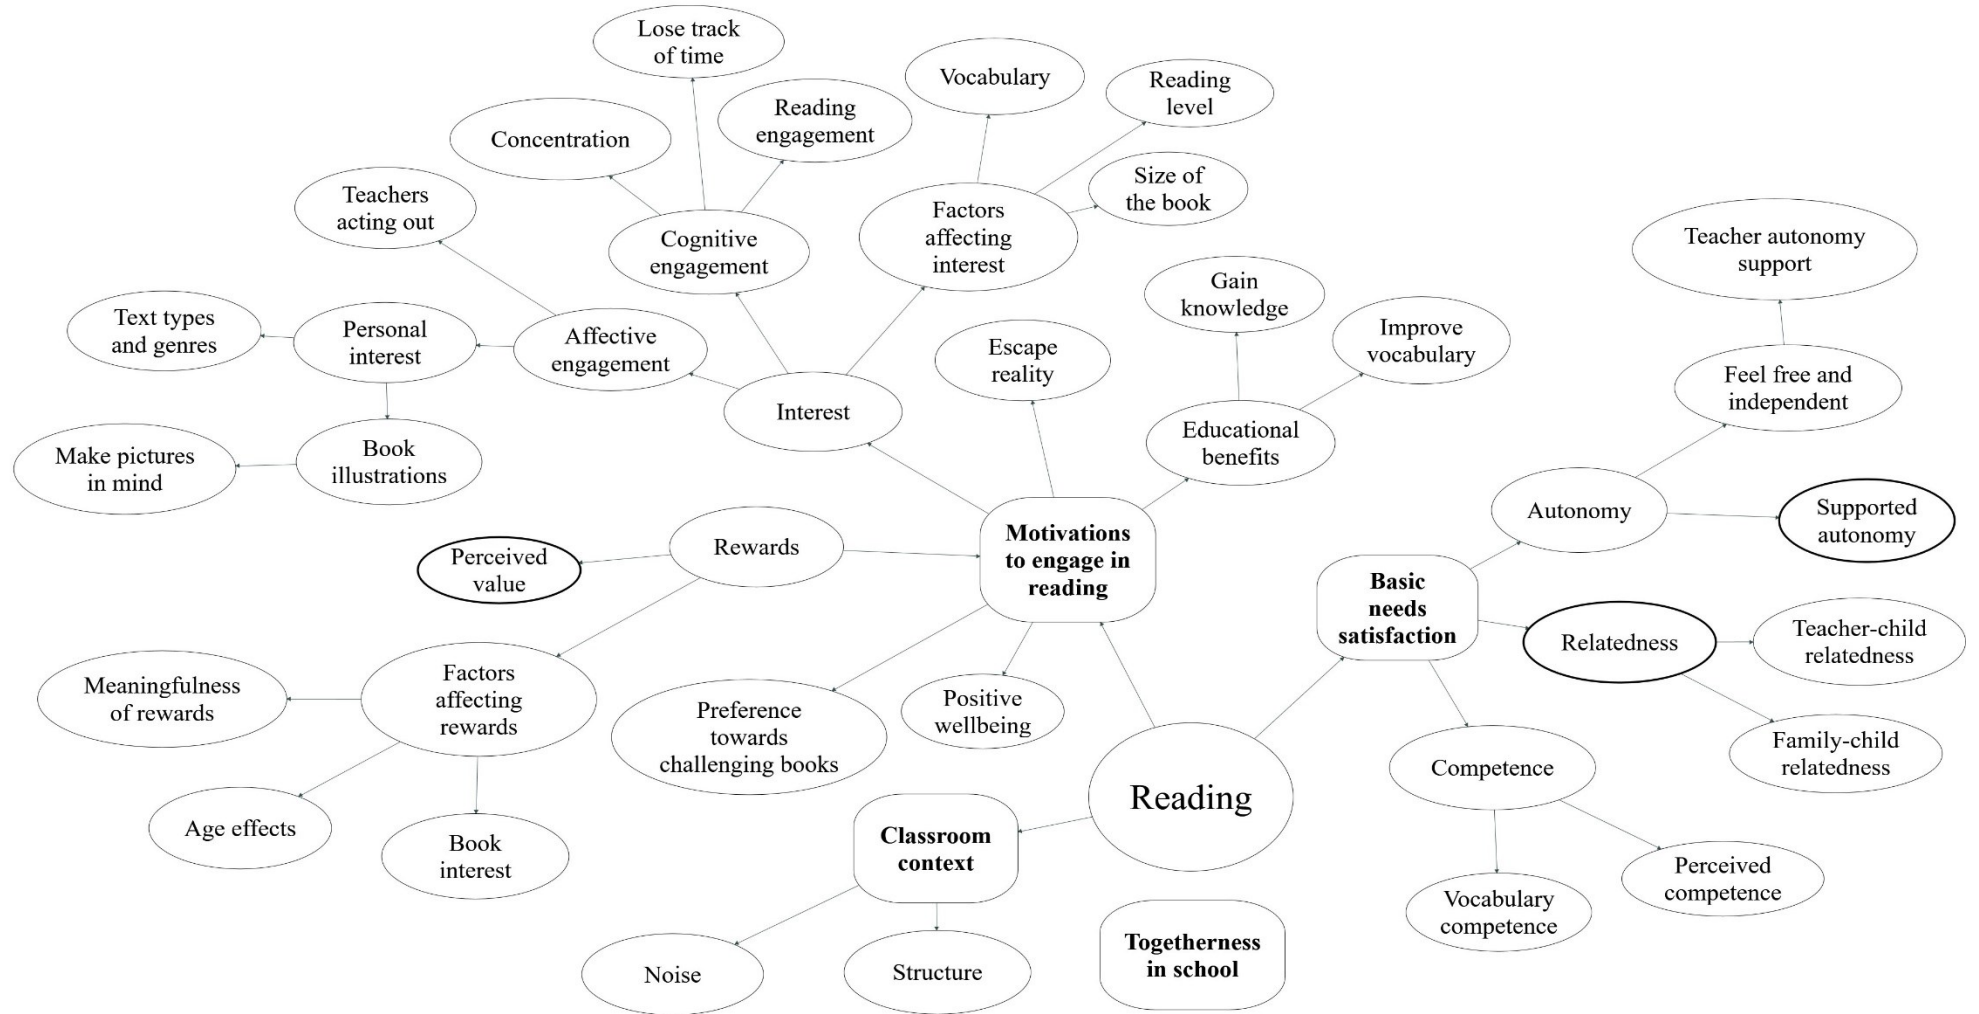 Lose track
of time
Vocabulary
Reading
level
Reading
engagement
Concentration
Size of
the book
Teachers
acting out
Factors
affecting
interest
Cognitive
engagement
Teacher autonomy
support
Gain
knowledge
Text types
and genres
Personal
interest
Affective
engagement
Improve
vocabulary
Escape
reality
Feel free and
independent
Interest
Educational
benefits
Make pictures
in mind
Book
illustrations
Autonomy
Supported
autonomy
Motivations
to engage in
reading
Rewards
Perceived
value
Basic
needs
satisfaction
Relatedness
Teacher-child
relatedness
Meaningfulness
of rewards
Factors
affecting
rewards
Positive
wellbeing
Preference
towards
challenging books
Family-child
relatedness
Competence
Reading
Age effects
Book
interest
Classroom
context
Perceived
competence
Vocabulary
competence
Togetherness
in school
Noise
Structure